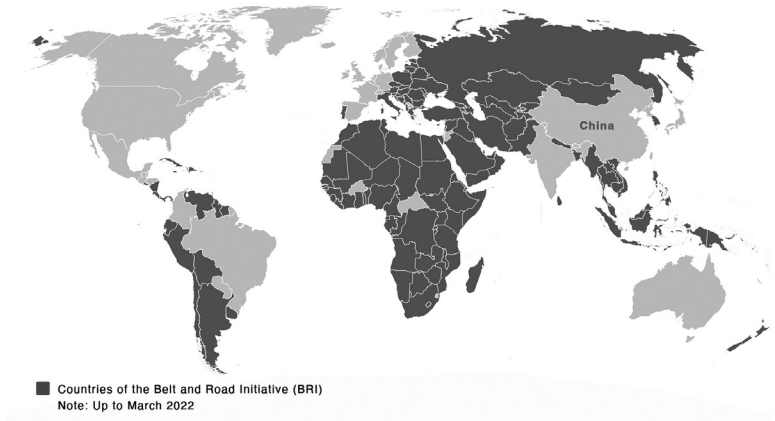 China
Countries of the Belt and Road Initiative (BRI)
Note: Up to March 2022